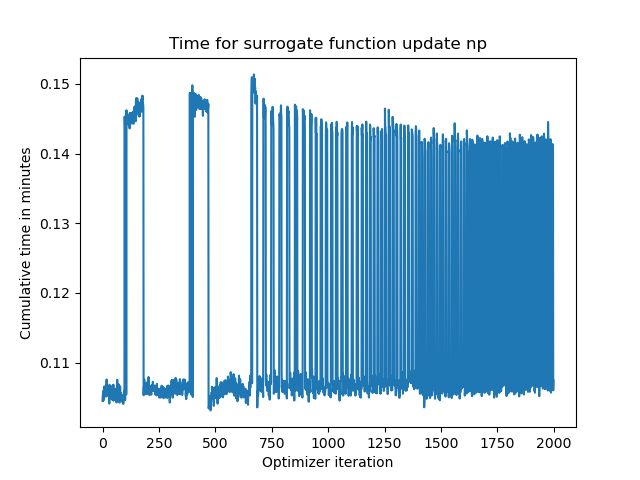 Time for surrogate function update np
Cumulative time in minutes
0.15
0.14
0.13
0.12
0.11
0 250 500 750 1000 1250 1500 1750 2000
Optimizer iteration